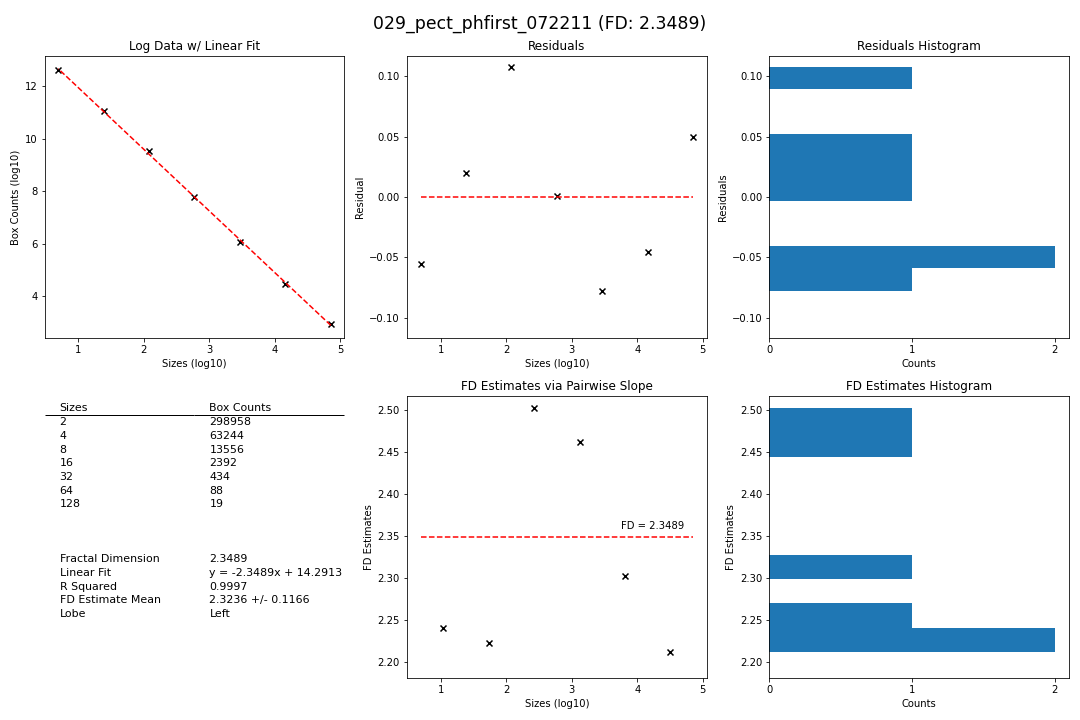 029_pect_phfirst_072211 (FD: 2.3489)
Log Data w/ Linear Fit
Box Counts (log10)
12
10
8
6
4
1 2 3 4 5
Sizes (log10)
Residuals
Residual
0.10
0.05
0.00
−0.05
−0.10
1 2 3 4 5
Sizes (log10)
Residuals Histogram
Residuals
0.10
0.05
0.00
−0.05
−0.10
0 1 2
Counts
Sizes Box Counts
2 298958
4 63244
8 13556
16 2392
32 434
64 88
128 19
Fractal Dimension 2.3489
Linear Fit y = -2.3489x + 14.2913
R Squared 0.9997
FD Estimate Mean 2.3236 +/- 0.1166
Lobe Left
FD Estimates via Pairwise Slope
FD Estimates
2.50
2.45
2.40
2.35
2.30
2.25
2.20
FD = 2.3489
1 2 3 4 5
Sizes (log10)
FD Estimates Histogram
FD Estimates
2.50
2.45
2.40
2.35
2.30
2.25
2.20
0 1 2
Counts